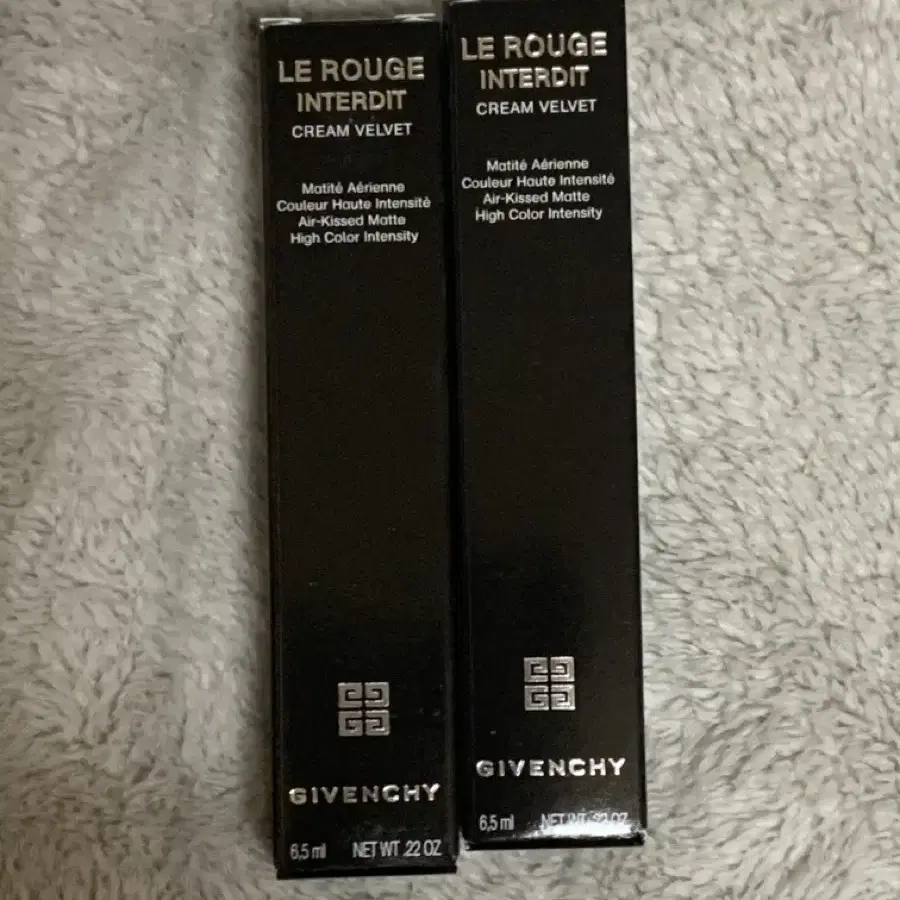 LE ROUGE
INTERDIT
CREAM VELVET
Matité Aérienne
Couleur Haute Intensité
Air-Kissed Matte
High Color Intensity
GIVENCHY
6,5 ml NET WT .22 OZ
LE ROUGE
INTERDIT
CREAM VELVET
Matité Aérienne
Couleur Haute Intensité
Air-Kissed Matte
High Color Intensity
GIVENCHY
6,5 ml NET WT .22 OZ